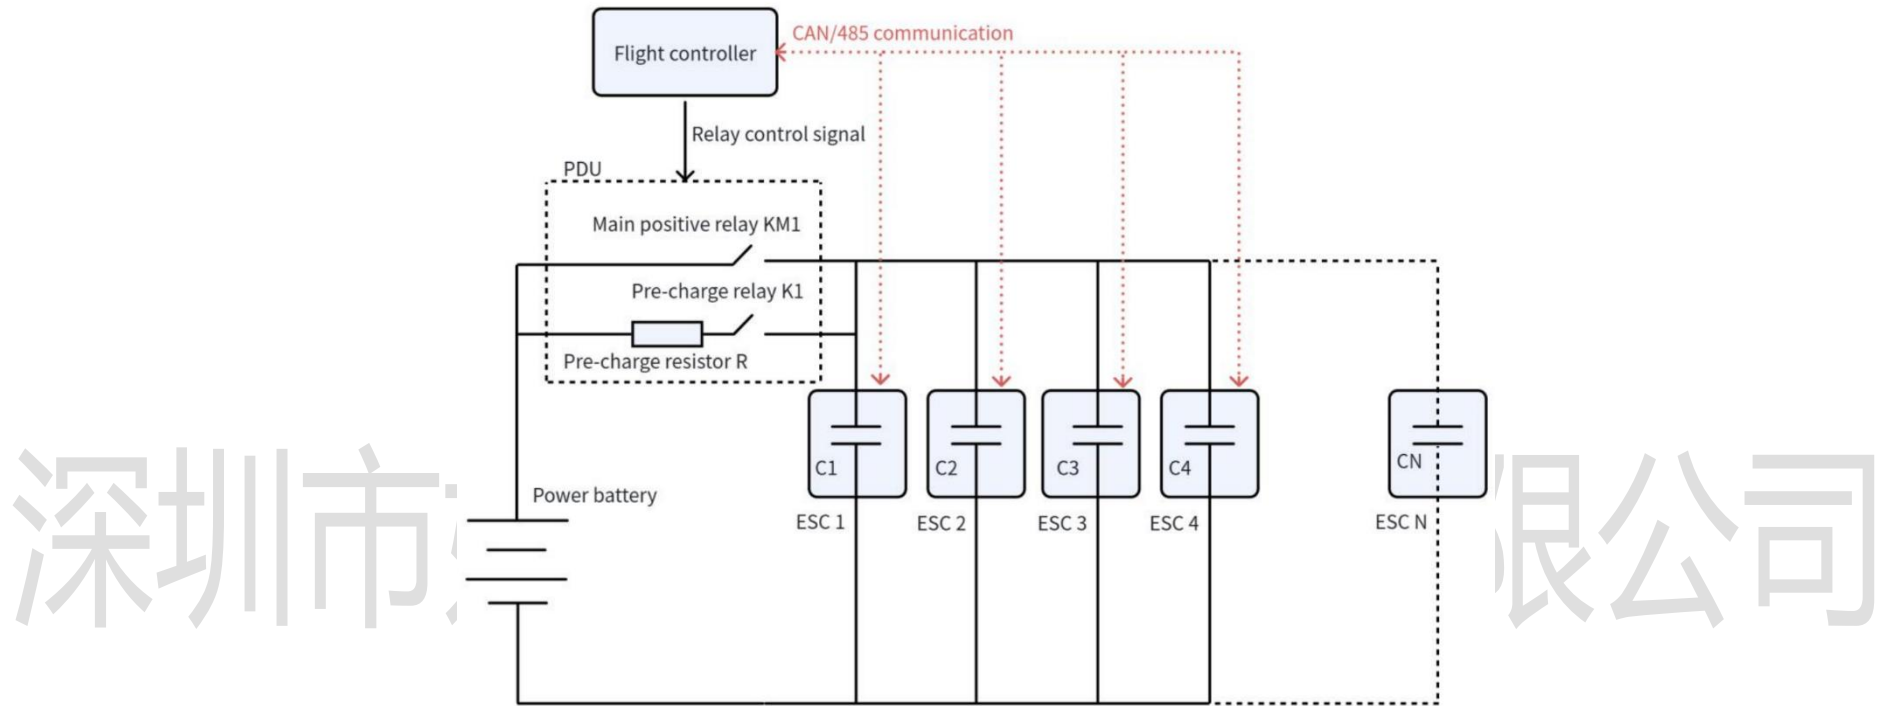 CAN/485 communication
Flight controller
Relay control signal
PDU
Main positive relay KM1
Pre-charge relay K1
Pre-charge resistor R
Power battery
C1
C2
C3
C4
CN
ESC 1
ESC 2
ESC 3
ESC 4
ESC N
深圳市
限公司